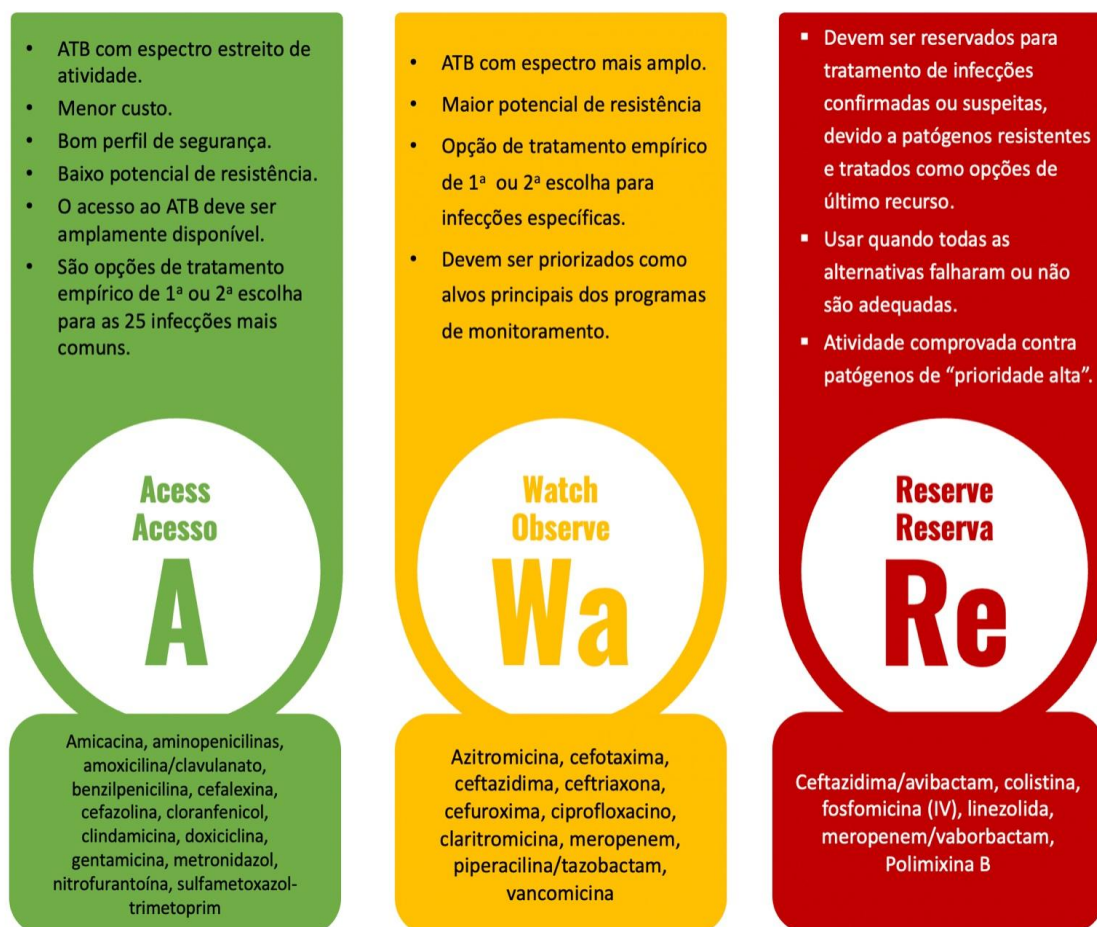 • ATB com espectro estreito de
atividade.
• Menor custo.
• Bom perfil de segurança.
• Baixo potencial de resistência.
• O acesso ao ATB deve ser
amplamente disponível.
• São opções de tratamento
empírico de 1ª ou 2ª escolha
para as 25 infecções mais
comuns.
Acess
Acesso
A
Amicacina, aminopenicilinas,
amoxicilina/clavulanato,
benzilpenicilina, cefalexina,
cefazolina, cloranfenicol,
clindamicina, doxiciclina,
gentamicina, metronidazol,
nitrofurantoína, sulfametoxazol-
trimetoprim
• ATB com espectro mais amplo.
• Maior potencial de resistência
• Opção de tratamento empírico
de 1ª ou 2ª escolha para
infecções específicas.
• Devem ser priorizados como
alvos principais dos programas
de monitoramento.
Watch
Observe
Wa
Azitromicina, cefotaxima,
ceftazidima, ceftriaxona,
cefuroxima, ciprofloxacino,
claritromicina, meropenem,
piperacilina/tazobactam,
vancomicina
▪ Devem ser reservados para
tratamento de infecções
confirmadas ou suspeitas,
devido a patógenos resistentes
e tratados como opções de
último recurso.
▪ Usar quando todas as
alternativas falharam ou não
são adequadas.
▪ Atividade comprovada contra
patógenos de “prioridade alta”.
Reserve
Reserva
Re
Ceftazidima/avibactam, colistina,
fosfomicina (IV), linezolida,
meropenem/vaborbactam,
Polimixina B